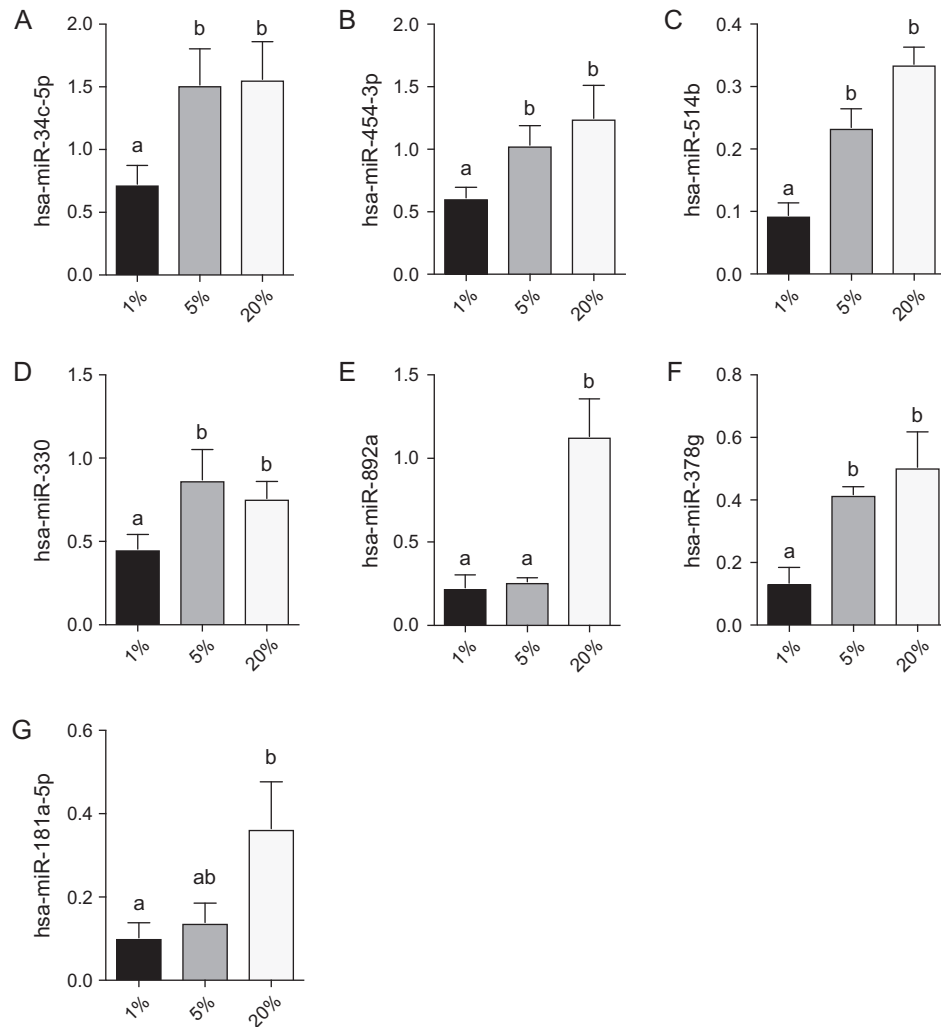 A
hsa-miR-34c-5p
2.0
1.5
1.0
0.5
0.0
a
b
b
1%
5%
20%
B
hsa-miR-454-3p
2.0
1.5
1.0
0.5
0.0
a
b
b
1%
5%
20%
C
hsa-miR-514b
0.4
0.3
0.2
0.1
0.0
a
b
b
1%
5%
20%
D
hsa-miR-330
1.5
1.0
0.5
0.0
a
b
b
1%
5%
20%
E
hsa-miR-892a
1.5
1.0
0.5
0.0
a
a
b
1%
5%
20%
F
hsa-miR-378g
0.8
0.6
0.4
0.2
0.0
a
b
b
1%
5%
20%
G
hsa-miR-181a-5p
0.6
0.4
0.2
0.0
a
ab
b
1%
5%
20%